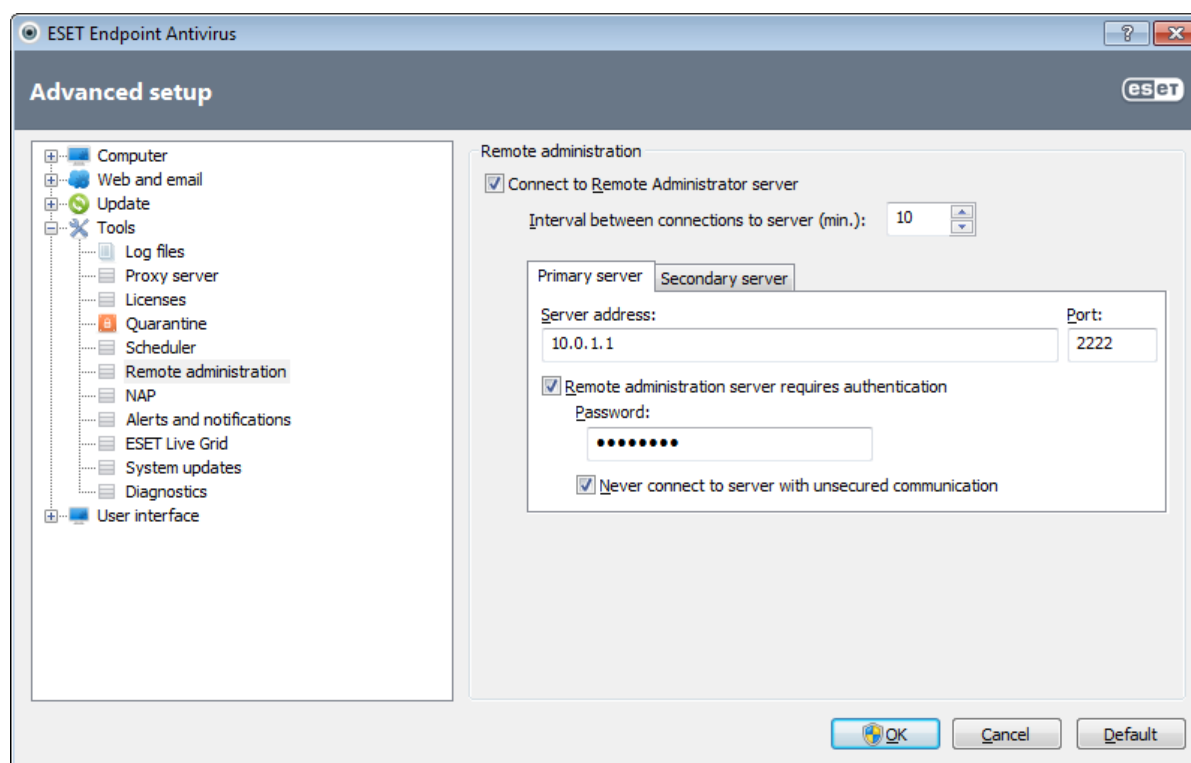 ESET Endpoint Antivirus
?
Advanced setup
eseT
Computer
Web and email
Update
Tools
Log files
Proxy server
Licenses
Quarantine
Scheduler
Remote administration
NAP
Alerts and notifications
ESET Live Grid
System updates
Diagnostics
User interface
Remote administration
Connect to Remote Administrator server
Interval between connections to server (min.): 10
Primary server Secondary server
Server address: Port:
10.0.1.1 2222
Remote administration server requires authentication
Password:
••••••••
Never connect to server with unsecured communication
OK Cancel Default